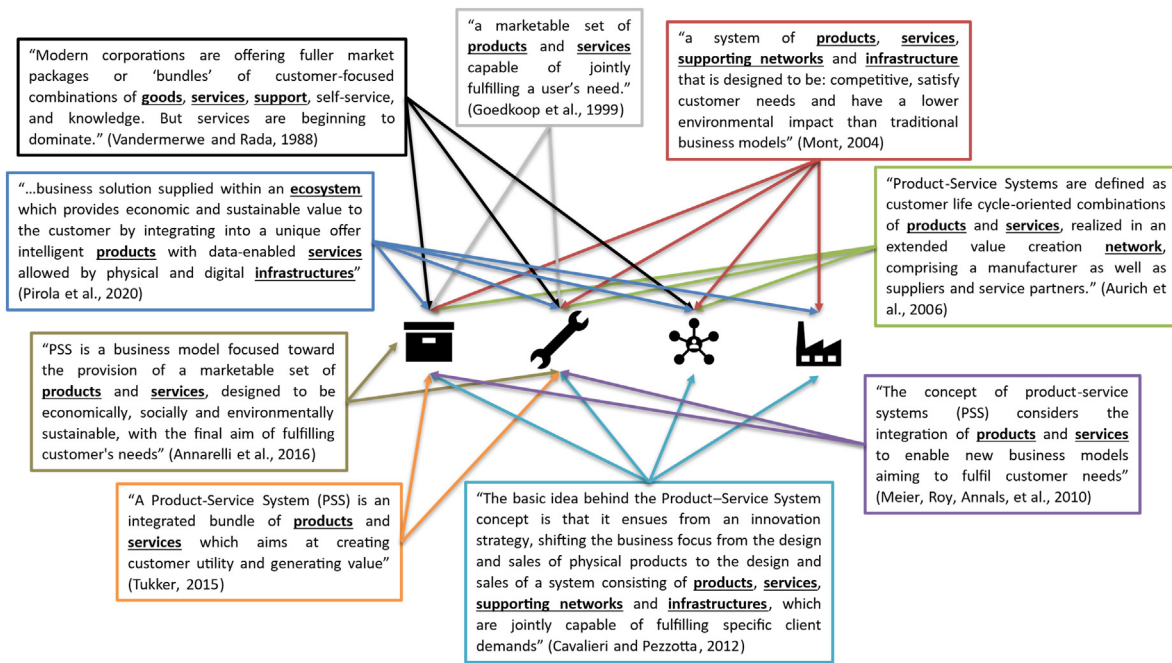 “Modern corporations are offering fuller market
packages or ‘bundles’ of customer-focused
combinations of goods, services, support, self-service,
and knowledge. But services are beginning to
dominate.” (Vandermerwe and Rada, 1988)
“a marketable set of
products and services
capable of jointly
fulfilling a user’s need.”
(Goedkoop et al., 1999)
“a system of products, services,
supporting networks and infrastructure
that is designed to be: competitive, satisfy
customer needs and have a lower
environmental impact than traditional
business models” (Mont, 2004)
“...business solution supplied within an ecosystem
which provides economic and sustainable value to
the customer by integrating into a unique offer
intelligent products with data-enabled services
allowed by physical and digital infrastructures”
(Pirola et al., 2020)
“Product-Service Systems are defined as
customer life cycle-oriented combinations
of products and services, realized in an
extended value creation network,
comprising a manufacturer as well as
suppliers and service partners.” (Aurich et
al., 2006)
“PSS is a business model focused toward
the provision of a marketable set of
products and services, designed to be
economically, socially and environmentally
sustainable, with the final aim of fulfilling
customer's needs” (Annarelli et al., 2016)
“The concept of product-service
systems (PSS) considers the
integration of products and services
to enable new business models
aiming to fulfil customer needs”
(Meier, Roy, Annals, et al., 2010)
“A Product-Service System (PSS) is an
integrated bundle of products and
services which aims at creating
customer utility and generating value”
(Tukker, 2015)
“The basic idea behind the Product–Service System
concept is that it ensues from an innovation
strategy, shifting the business focus from the design
and sales of physical products to the design and
sales of a system consisting of products, services,
supporting networks and infrastructures, which
are jointly capable of fulfilling specific client
demands” (Cavalieri and Pezzotta, 2012)